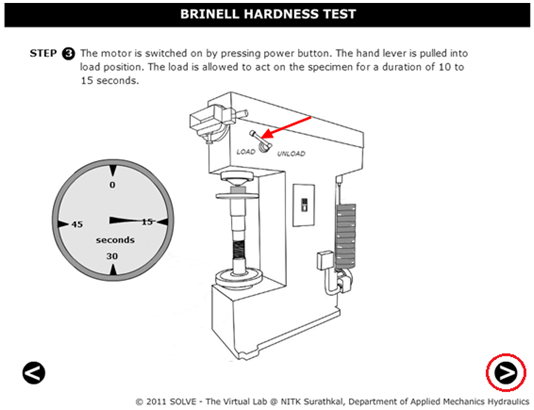 BRINELL HARDNESS TEST
STEP 3 The motor is switched on by pressing power button. The hand lever is pulled into
load position. The load is allowed to act on the specimen for a duration of 10 to
15 seconds.
LOAD UNLOAD
0
45 15
seconds
30
< >
© 2011 SOLVE - The Virtual Lab @ NITK Surathkal, Department of Applied Mechanics Hydraulics